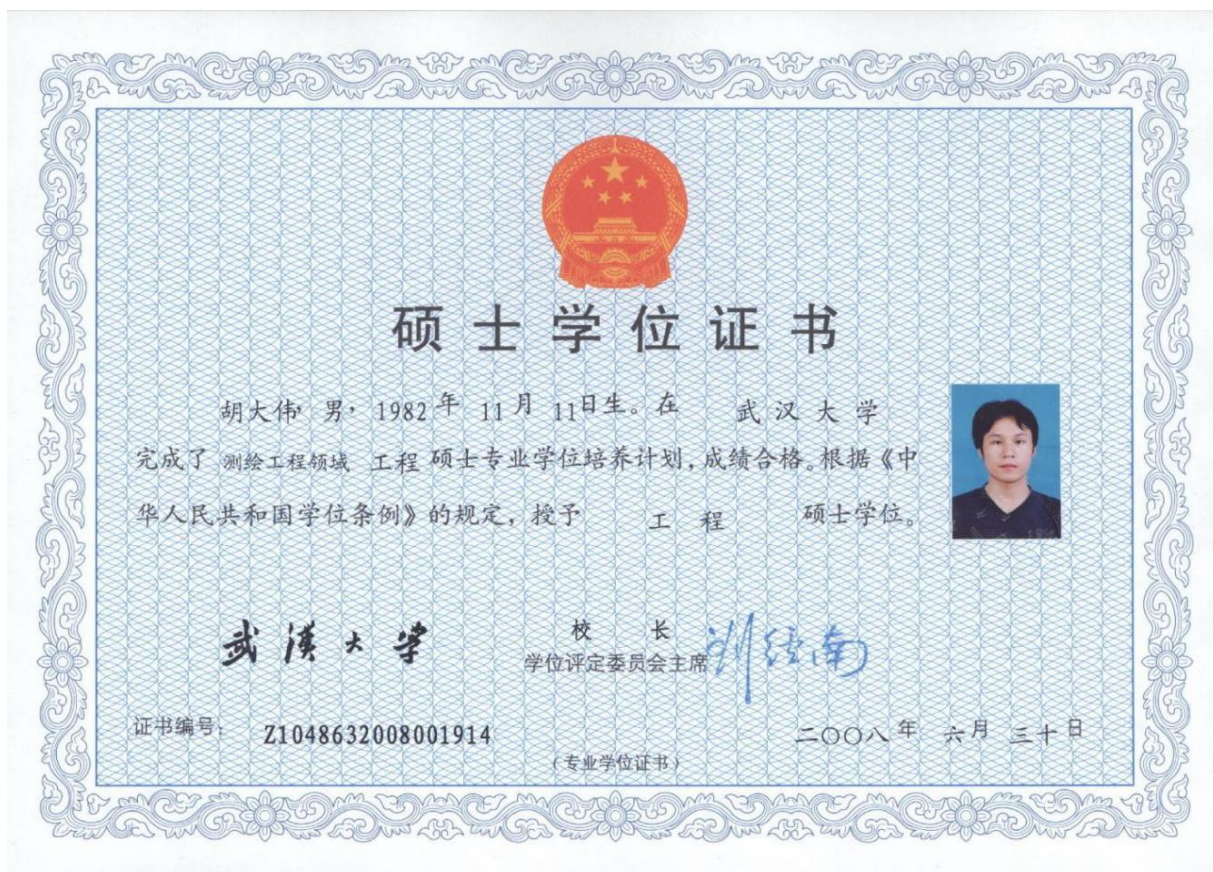 硕士学位证书
胡大伟, 男, 1982年 11月 11日生。在 武汉大学
完成了 测绘工程领域 工程 硕士专业学位培养计划,成绩合格。根据《中
华人民共和国学位条例》的规定, 授予 工程 硕士学位。
武漢大学 校 长
学位评定委员会主席 刘经南
证书编号: Z1048632008001914 二〇〇八年 六月 三十日
(专业学位证书)